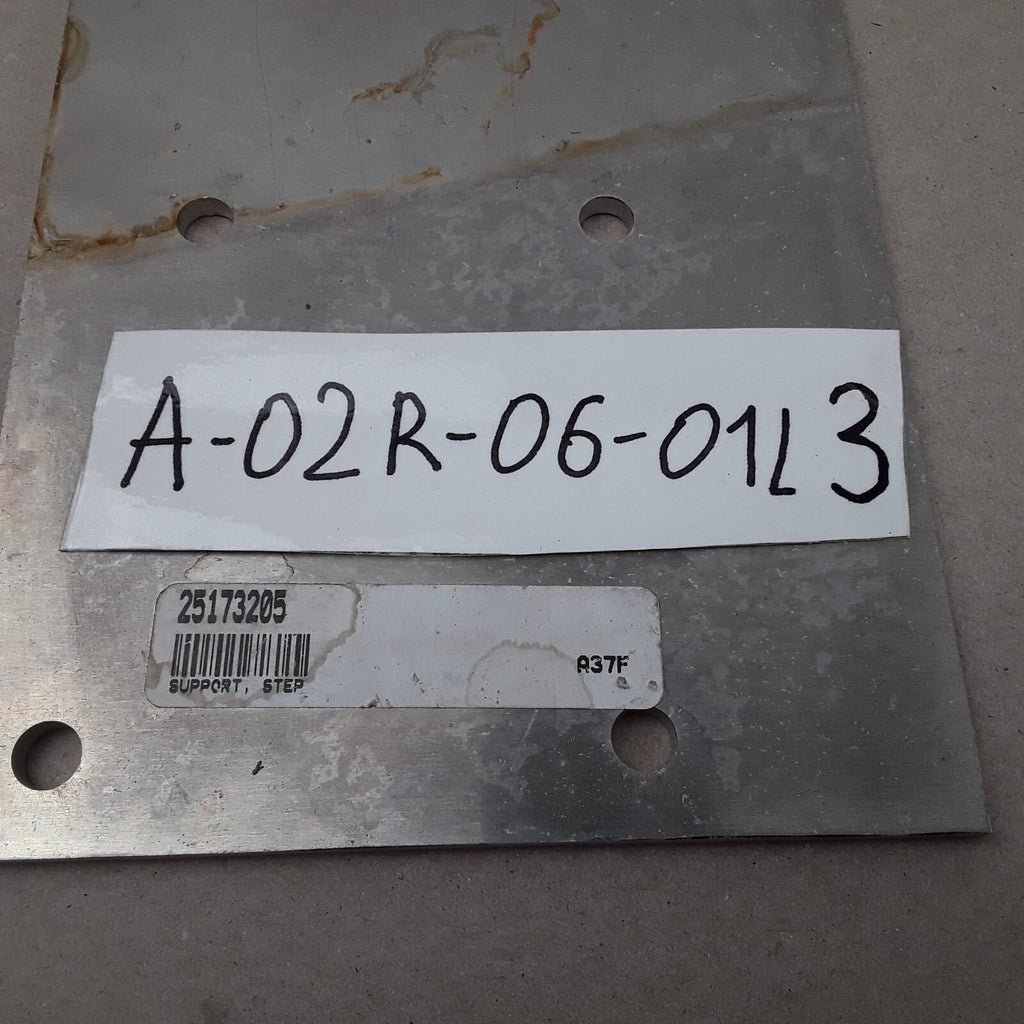 A-02R-06-01L3
25173205
A37F
SUPPORT, STEP